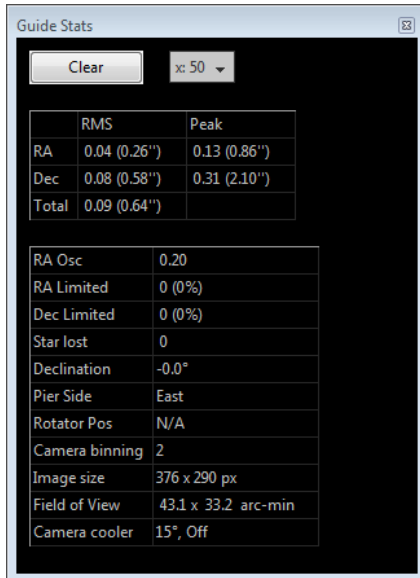 Guide Stats
Clear x: 50
RMS Peak
RA 0.04 (0.26'') 0.13 (0.86'')
Dec 0.08 (0.58'') 0.31 (2.10'')
Total 0.09 (0.64'')
RA Osc 0.20
RA Limited 0 (0%)
Dec Limited 0 (0%)
Star lost 0
Declination -0.0°
Pier Side East
Rotator Pos N/A
Camera binning 2
Image size 376 x 290 px
Field of View 43.1 x 33.2 arc-min
Camera cooler 15°, Off